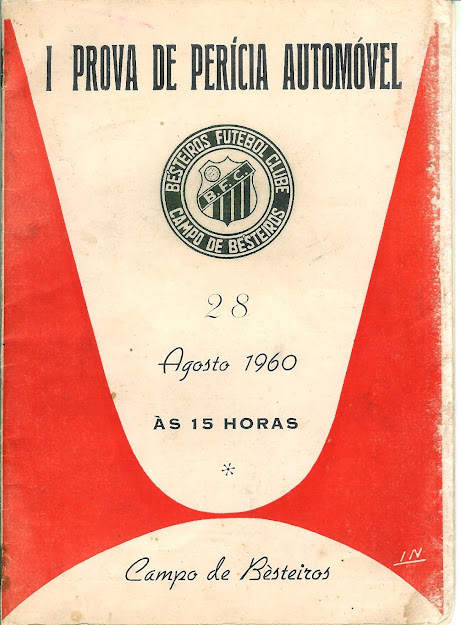 I PROVA DE PERÍCIA AUTOMÓVEL
BESTEIROS FUTEBOL CLUBE
B.F.C.
CAMPO DE BESTEIROS
28
Agosto 1960
ÀS 15 HORAS
*
Campo de Bèsteiros
IN